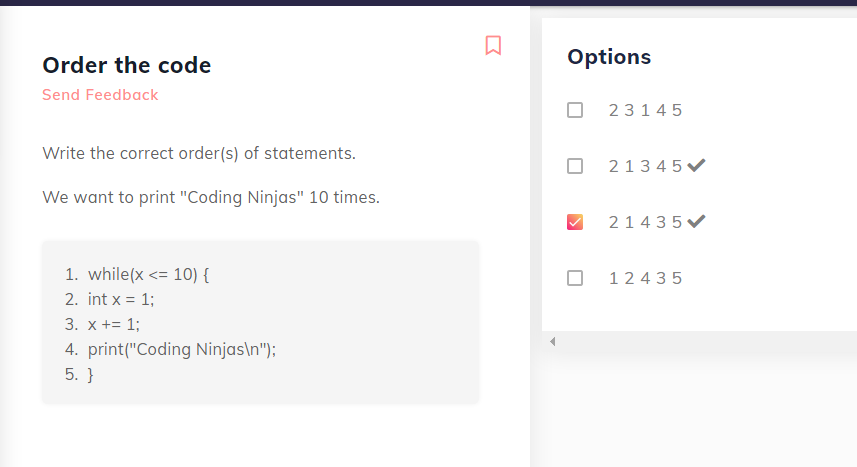 Order the code
Send Feedback
Write the correct order(s) of statements.
We want to print "Coding Ninjas" 10 times.
1. while(x <= 10) {
2. int x = 1;
3. x += 1;
4. print("Coding Ninjas\n");
5. }
Options
2 3 1 4 5
2 1 3 4 5
2 1 4 3 5
1 2 4 3 5